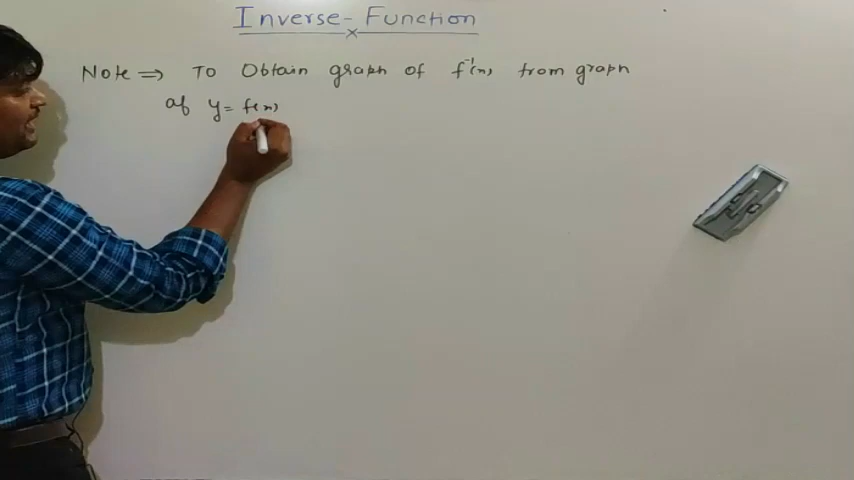 Inverse-Function
Note ⇒ To Obtain graph of f⁻¹(x) from graph
of y = f(x)